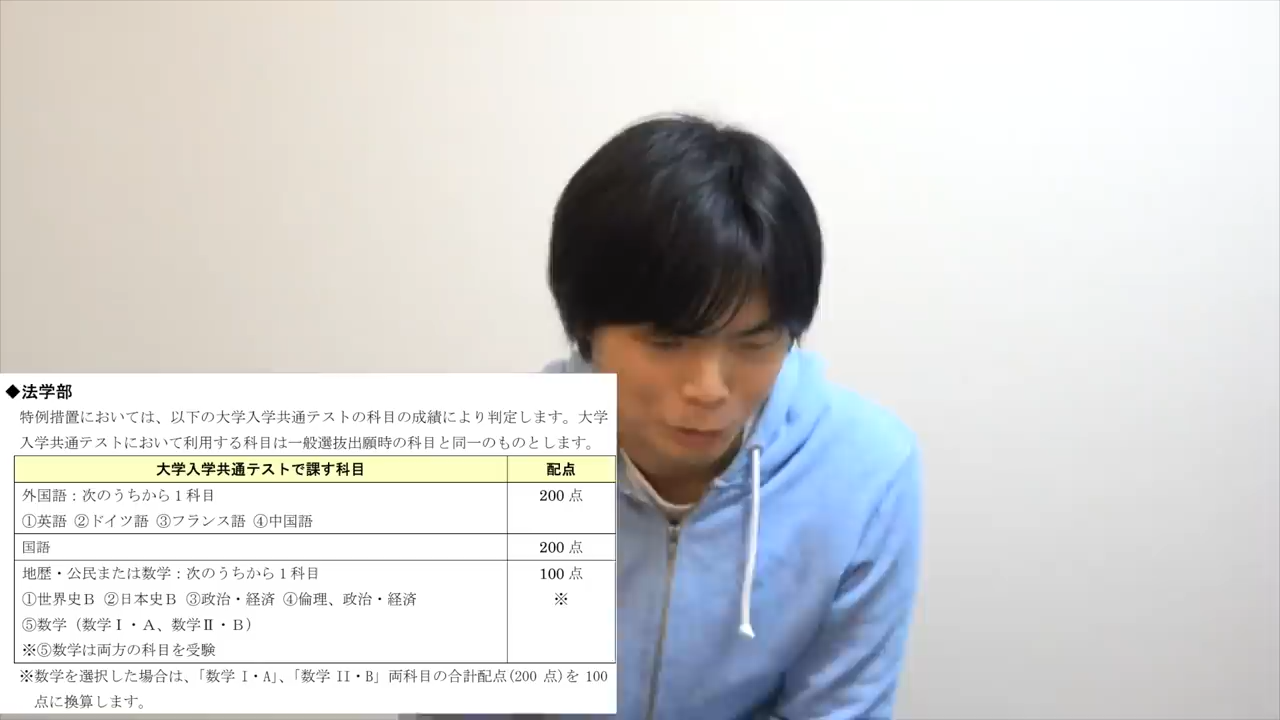 ◆法学部
特例措置においては、以下の大学入学共通テストの科目の成績により判定します。大学
入学共通テストにおいて利用する科目は一般選抜出願時の科目と同一のものとします。
大学入学共通テストで課す科目 配点
外国語：次のうちから１科目 200 点
①英語 ②ドイツ語 ③フランス語 ④中国語
国語 200 点
地歴・公民または数学：次のうちから１科目 100 点
①世界史Ｂ ②日本史Ｂ ③政治・経済 ④倫理、政治・経済 ※
⑤数学（数学Ⅰ・Ａ、数学Ⅱ・Ｂ）
※⑤数学は両方の科目を受験
※数学を選択した場合は、「数学 I・A」、「数学 II・B」両科目の合計配点(200 点)を 100
点に換算します。